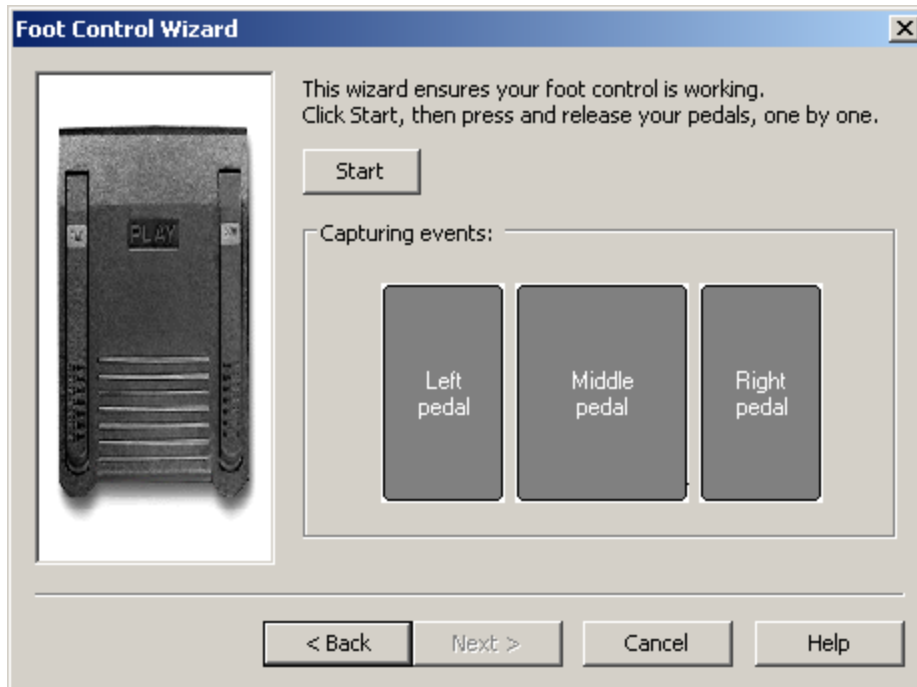 Foot Control Wizard
This wizard ensures your foot control is working.
Click Start, then press and release your pedals, one by one.
Start
Capturing events:
PLAY
Left
pedal
Middle
pedal
Right
pedal
< Back
Next >
Cancel
Help